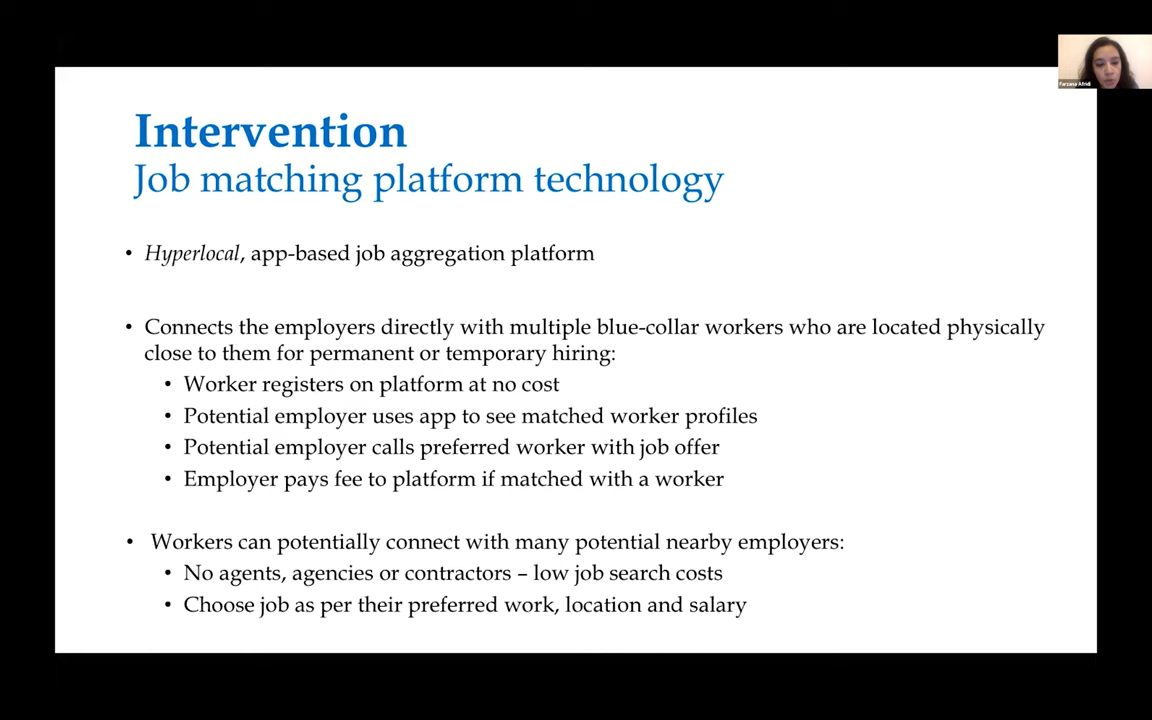 Farzana Afridi
Intervention
Job matching platform technology
• Hyperlocal, app-based job aggregation platform
• Connects the employers directly with multiple blue-collar workers who are located physically
close to them for permanent or temporary hiring:
• Worker registers on platform at no cost
• Potential employer uses app to see matched worker profiles
• Potential employer calls preferred worker with job offer
• Employer pays fee to platform if matched with a worker
• Workers can potentially connect with many potential nearby employers:
• No agents, agencies or contractors – low job search costs
• Choose job as per their preferred work, location and salary